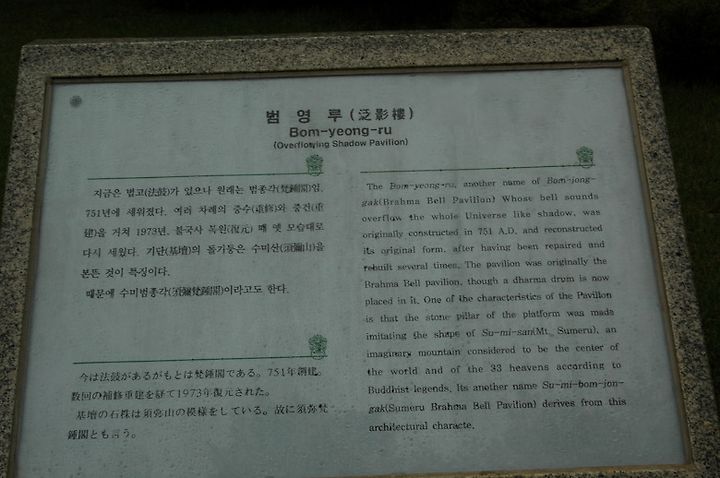 범 영 루 (泛影樓)
Bom-yeong-ru
(Overflowing Shadow Pavilion)
지금은 법고(法鼓)가 있으나 원래는 범종각(梵鍾閣)임.
751년에 세워졌다. 여러 차례의 중수(重修)와 중건(重
建)을 거쳐 1973년, 불국사 복원(復元) 때 옛 모습대로
다시 세웠다. 기단(基壇)의 돌기둥은 수미산(須彌山)을
본뜬 것이 특징이다.
때문에 수미범종각(須彌梵鍾閣)이라고도 한다.
今は法鼓があるがもとは梵鍾閣である。751年創建、
数回の補修重建を経て1973年復元された。
基壇の石株は須弥山の模様をしている。故に須弥梵
鍾閣とも言う。
The Bom-yeong-ru, another name of Bom-jong-
gak(Brahma Bell Pavilion) Whose bell sounds
overflow the whole Universe like shadow, was
originally constructed in 751 A.D. and reconstructed
its original form, after having been repaired and
rebuilt several times. The pavilion was originally the
Brahma Bell pavilion, though a dharma drum is now
placed in it. One of the characteristics of the Pavilion
is that the stone pillar of the platform was made
imitating the shape of Su-mi-san(Mt. Sumeru), an
imaginary mountain considered to be the center of
the world and of the 33 heavens according to
Buddhist legends. Its another name Su-mi-bom-jon-
gak(Sumeru Brahma Bell Pavilion) derives from this
architectural characte.